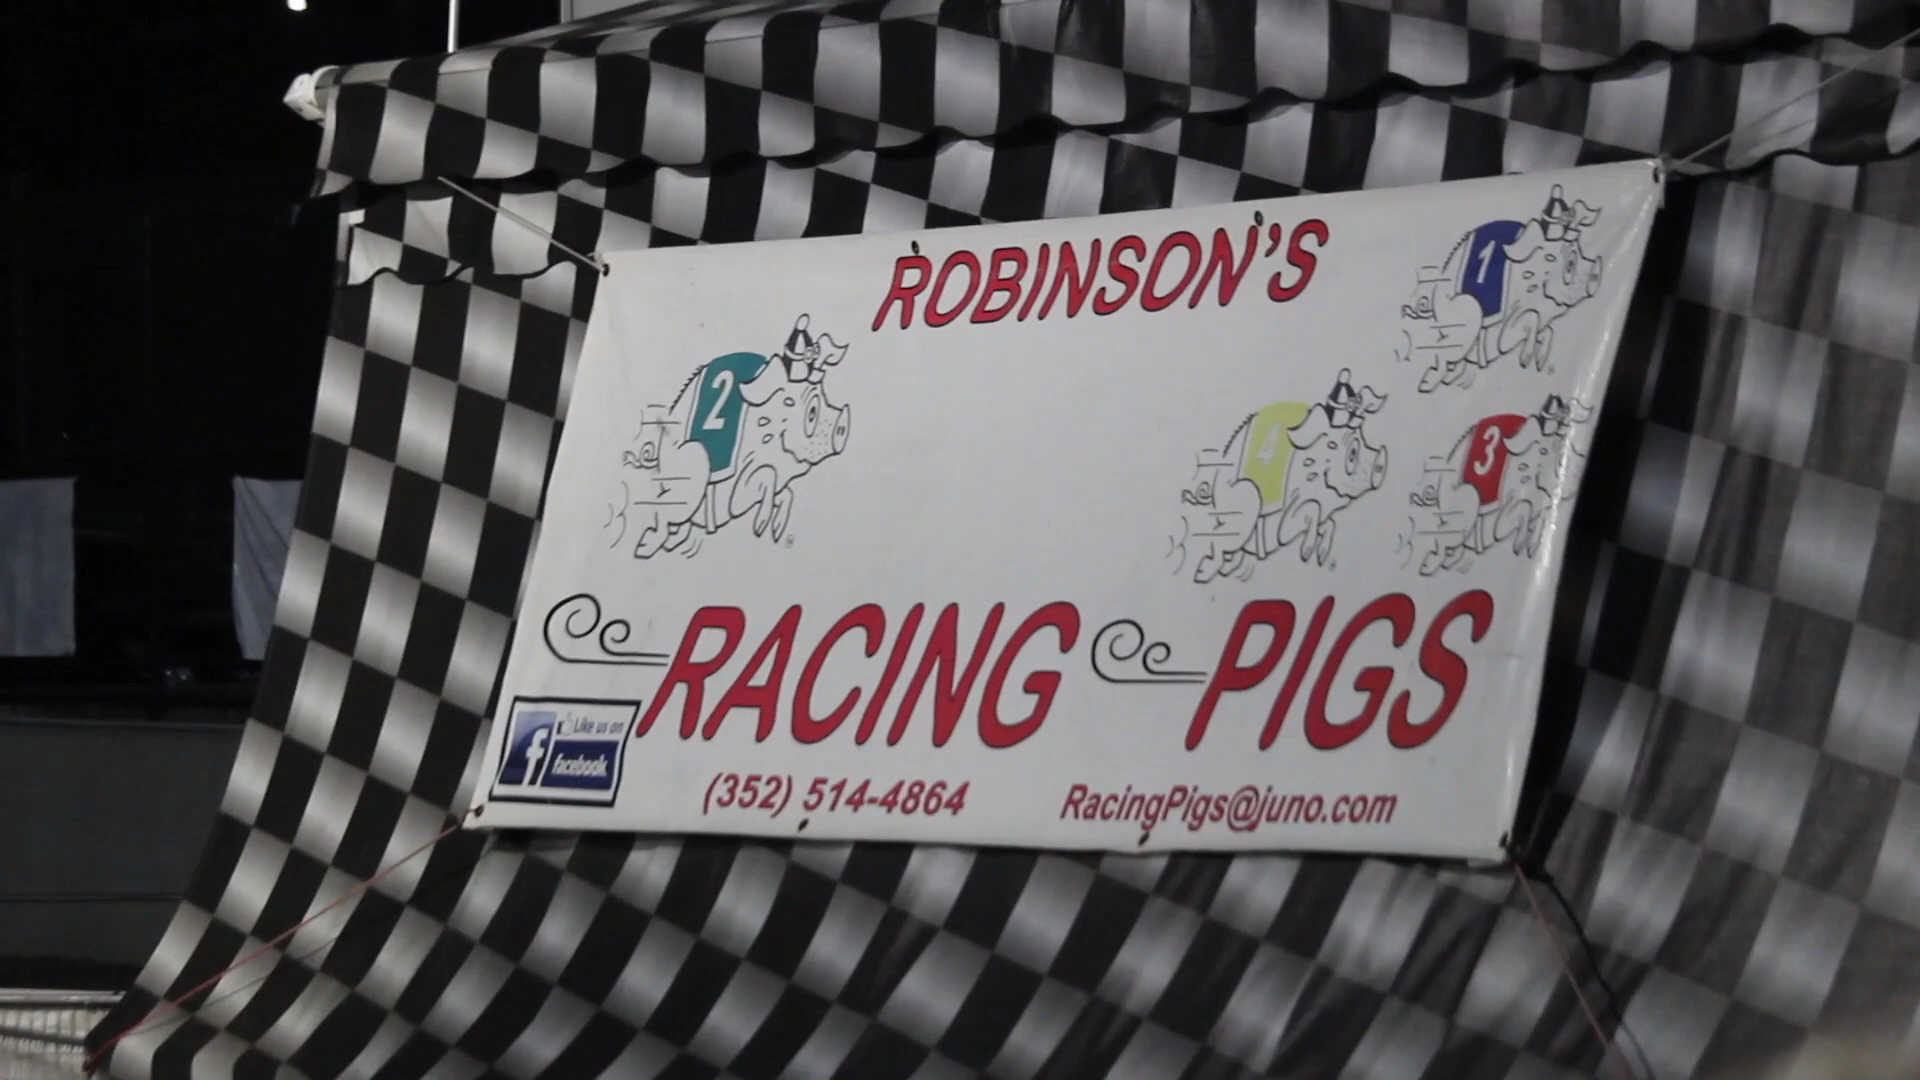 ROBINSON'S
1
2
4
3
RACING PIGS
Like us on
facebook
(352) 514-4864 RacingPigs@juno.com